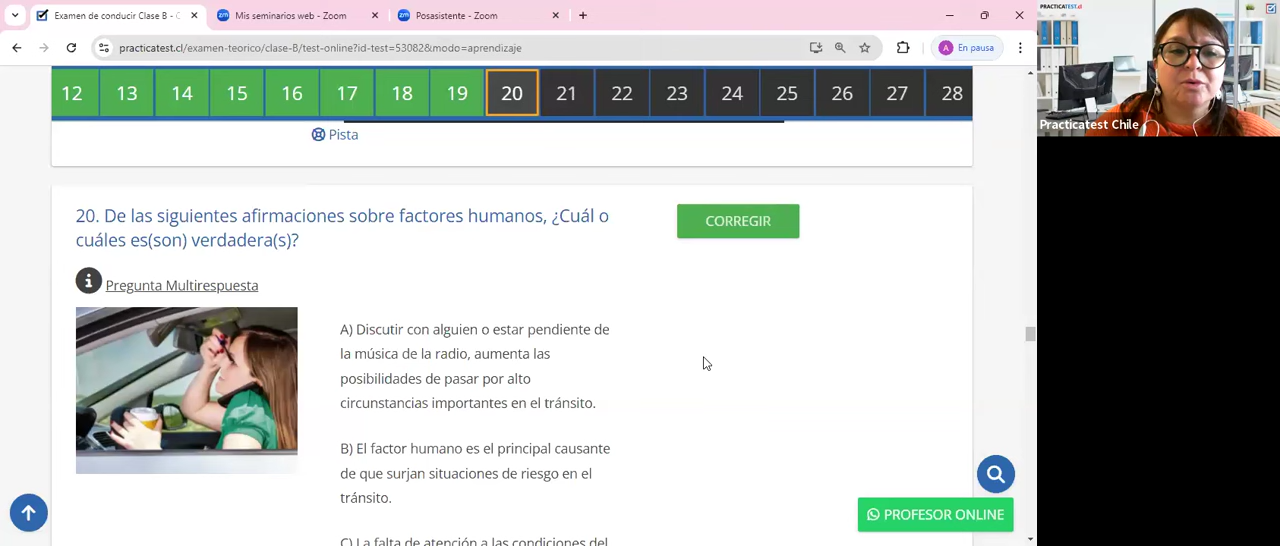 Examen de conducir Clase B - C
Mis seminarios web - Zoom
Posasistente - Zoom
practicatest.cl/examen-teorico/clase-B/test-online?id-test=53082&modo=aprendizaje
A
En pausa
PRACTICATEST.cl
12 13 14 15 16 17 18 19 20 21 22 23 24 25 26 27 28
Practicatest Chile
Pista
20. De las siguientes afirmaciones sobre factores humanos, ¿Cuál o
cuáles es(son) verdadera(s)?
CORREGIR
Pregunta Multirespuesta
A) Discutir con alguien o estar pendiente de
la música de la radio, aumenta las
posibilidades de pasar por alto
circunstancias importantes en el tránsito.
B) El factor humano es el principal causante
de que surjan situaciones de riesgo en el
tránsito.
C) La falta de atención a las condiciones del
PROFESOR ONLINE